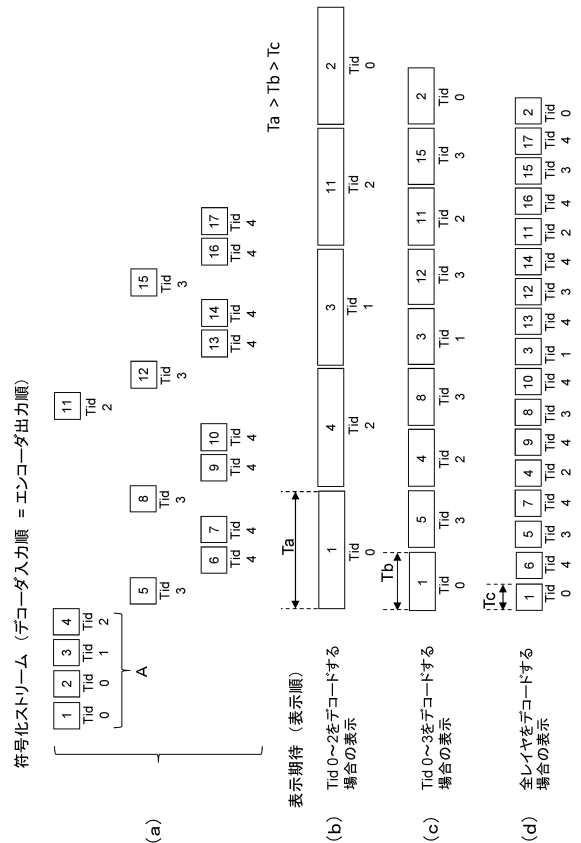 符号化ストリーム (デコーダ入力順 = エンコーダ出力順)
(a)
1 2 3 4 5 6 7 8 9 10 11 12 13 14 15 16 17
Tid 0
Tid 0
Tid 1
Tid 2
Tid 3
Tid 4
Tid 4
Tid 3
Tid 4
Tid 4
Tid 2
Tid 3
Tid 4
Tid 4
Tid 3
Tid 4
Tid 4
A
表示期待 (表示順)
Ta > Tb > Tc
(b)
Tid 0~2をデコードする
場合の表示
Ta
1 4 3 11 2
Tid Tid Tid Tid Tid
0 2 1 2 0
(c)
Tid 0~3をデコードする
場合の表示
Tb
1 5 4 8 3 12 11 15 2
Tid Tid Tid Tid Tid Tid Tid Tid Tid
0 3 2 3 1 3 2 3 0
(d)
全レイヤをデコードする
場合の表示
Tc
1 6 5 7 4 9 8 10 3 13 12 14 11 16 15 17 2
Tid Tid Tid Tid Tid Tid Tid Tid Tid Tid Tid Tid Tid Tid Tid Tid Tid
0 4 3 4 2 4 3 4 1 4 3 4 2 4 3 4 0